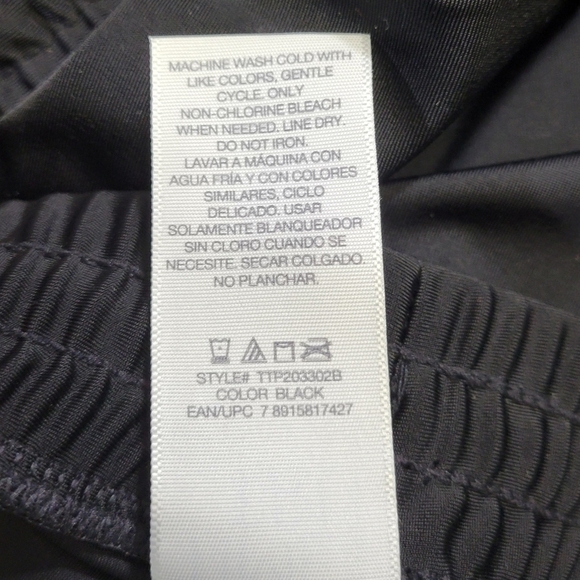 MACHINE WASH COLD WITH
LIKE COLORS, GENTLE
CYCLE. ONLY
NON-CHLORINE BLEACH
WHEN NEEDED. LINE DRY.
DO NOT IRON.
LAVAR A MÁQUINA CON
AGUA FRÍA Y CON COLORES
SIMILARES, CICLO
DELICADO. USAR
SOLAMENTE BLANQUEADOR
SIN CLORO CUANDO SE
NECESITE. SECAR COLGADO.
NO PLANCHAR.
STYLE# TTP203302B
COLOR BLACK
EAN/UPC 7 8915817427